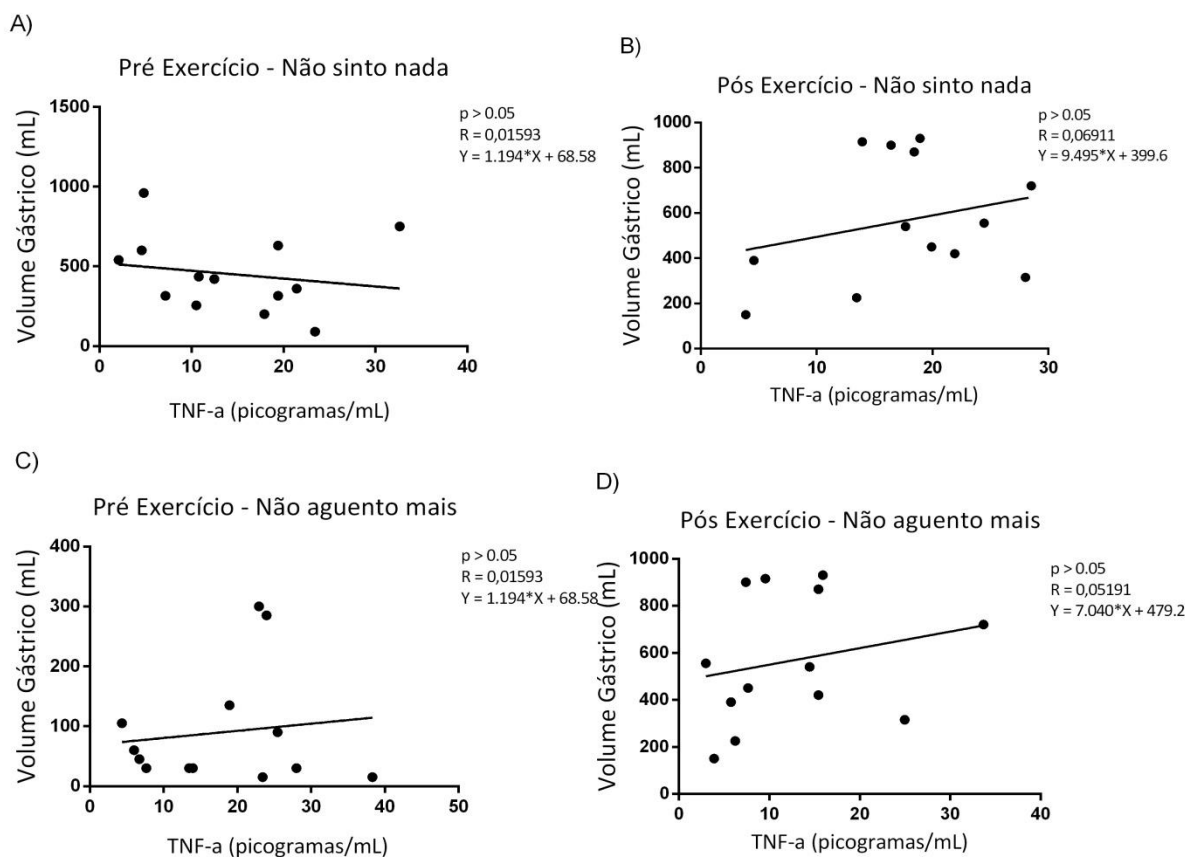 A)
Pré Exercício - Não sinto nada
p > 0.05
R = 0,01593
Y = 1.194*X + 68.58
Volume Gástrico (mL)
1500
1000
500
0
0 10 20 30 40
TNF-a (picogramas/mL)
B)
Pós Exercício - Não sinto nada
p > 0.05
R = 0,06911
Y = 9.495*X + 399.6
Volume Gástrico (mL)
1000
800
600
400
200
0
0 10 20 30
TNF-a (picogramas/mL)
C)
Pré Exercício - Não aguento mais
p > 0.05
R = 0,01593
Y = 1.194*X + 68.58
Volume Gástrico (mL)
400
300
200
100
0
0 10 20 30 40 50
TNF-a (picogramas/mL)
D)
Pós Exercício - Não aguento mais
p > 0.05
R = 0,05191
Y = 7.040*X + 479.2
Volume Gástrico (mL)
1000
800
600
400
200
0
0 10 20 30 40
TNF-a (picogramas/mL)